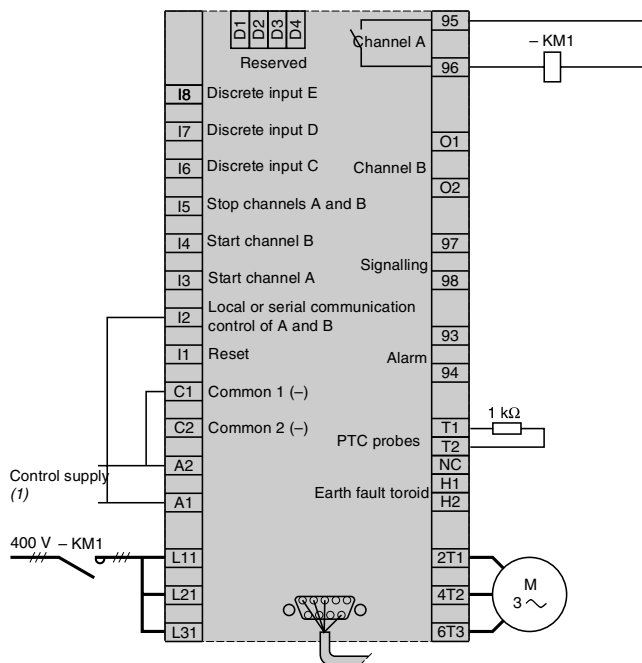 D1 D2 D3 D4
Reserved
Channel A
95
96
– KM1
I8 Discrete input E
I7 Discrete input D
I6 Discrete input C
O1
Channel B
O2
I5 Stop channels A and B
I4 Start channel B
97
Signalling
98
I3 Start channel A
I2 Local or serial communication
control of A and B
I1 Reset
93
Alarm
94
C1 Common 1 (–)
C2 Common 2 (–)
T1
1 kΩ
PTC probes
T2
NC
A2
Control supply
(1)
A1
Earth fault toroid
H1
H2
400 V – KM1
L11
L21
L31
2T1
4T2
6T3
M
3